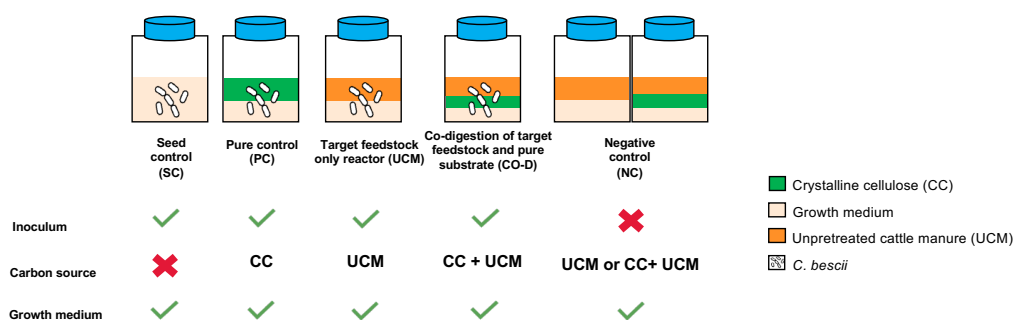 Seed
control
(SC)
Pure control
(PC)
Target feedstock
only reactor (UCM)
Co-digestion of target
feedstock and pure
substrate (CO-D)
Negative
control
(NC)
Crystalline cellulose (CC)
Growth medium
Unpretreated cattle manure (UCM)
C. bescii
Inoculum
Carbon source
CC
UCM
CC + UCM
UCM or CC+ UCM
Growth medium